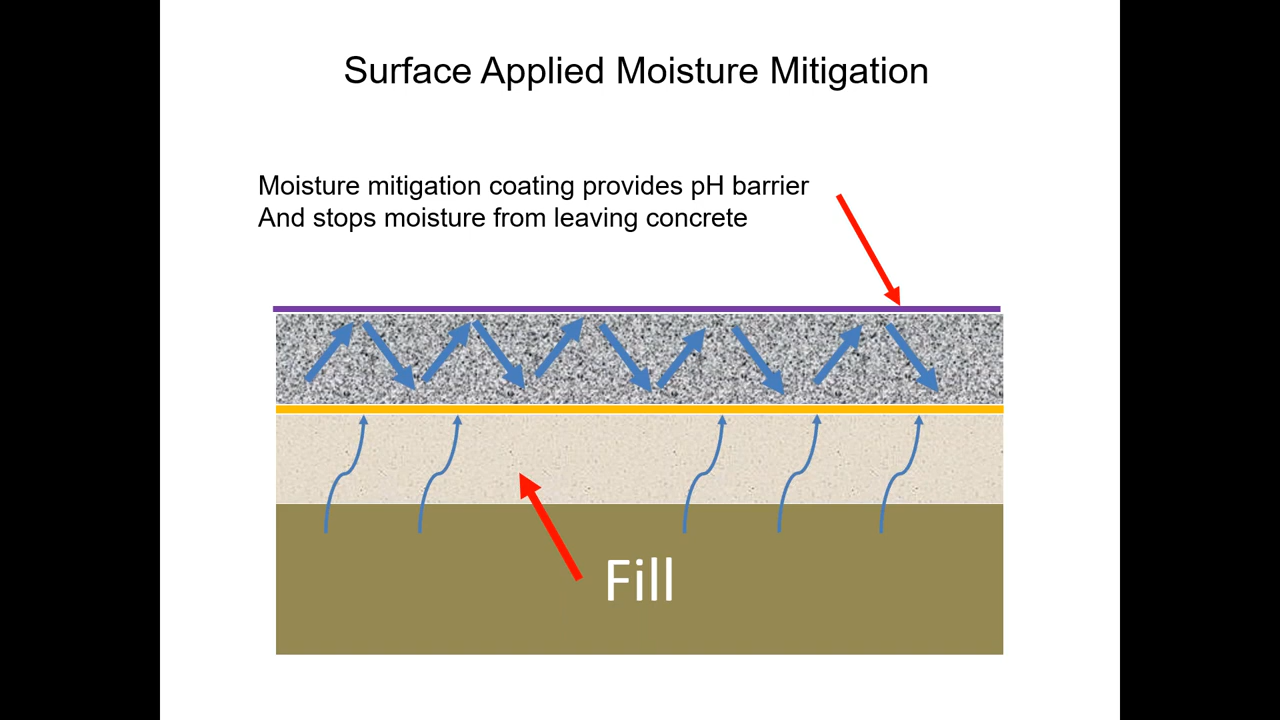 Surface Applied Moisture Mitigation
Moisture mitigation coating provides pH barrier
And stops moisture from leaving concrete
Fill